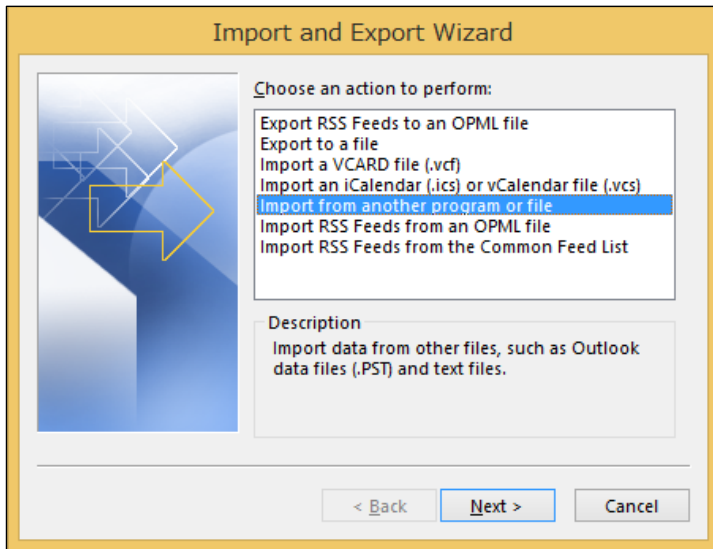 Import and Export Wizard
Choose an action to perform:
Export RSS Feeds to an OPML file
Export to a file
Import a VCARD file (.vcf)
Import an iCalendar (.ics) or vCalendar file (.vcs)
Import from another program or file
Import RSS Feeds from an OPML file
Import RSS Feeds from the Common Feed List
Description
Import data from other files, such as Outlook
data files (.PST) and text files.
< Back
Next >
Cancel